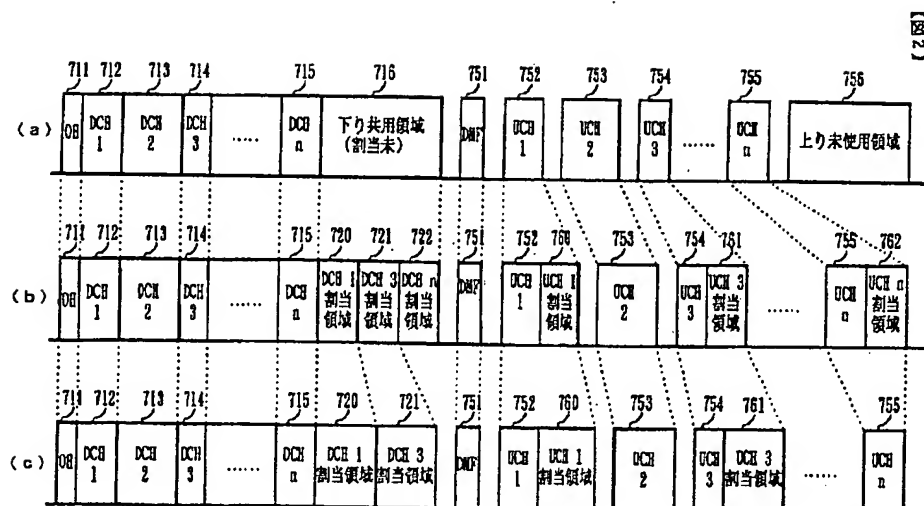 【図2】
711 712 713 714 715 716 751 752 753 754 755 756
(a)
OH
DCH
1
DCH
2
DCH
3
……
DCH
n
下り共用領域
(割当未)
DMF
UCH
1
UCH
2
UCH
3
……
UCH
n
上り未使用領域
711 712 713 714 715 720 721 722 751 752 760 753 754 761 755 762
(b)
OH
DCH
1
DCH
2
DCH
3
……
DCH
n
DCH 1
割当
領域
DCH 3
割当
領域
DCH n
割当
領域
DMF
UCH
1
UCH 1
割当
領域
UCH
2
UCH
3
UCH 3
割当
領域
……
UCH
n
UCH n
割当
領域
711 712 713 714 715 720 721 751 752 760 753 754 761 755
(c)
OH
DCH
1
DCH
2
DCH
3
……
DCH
n
DCH 1
割当領域
DCH 3
割当領域
DMF
UCH
1
UCH 1
割当領域
UCH
2
UCH
3
DCH 3
割当領域
……
UCH
n